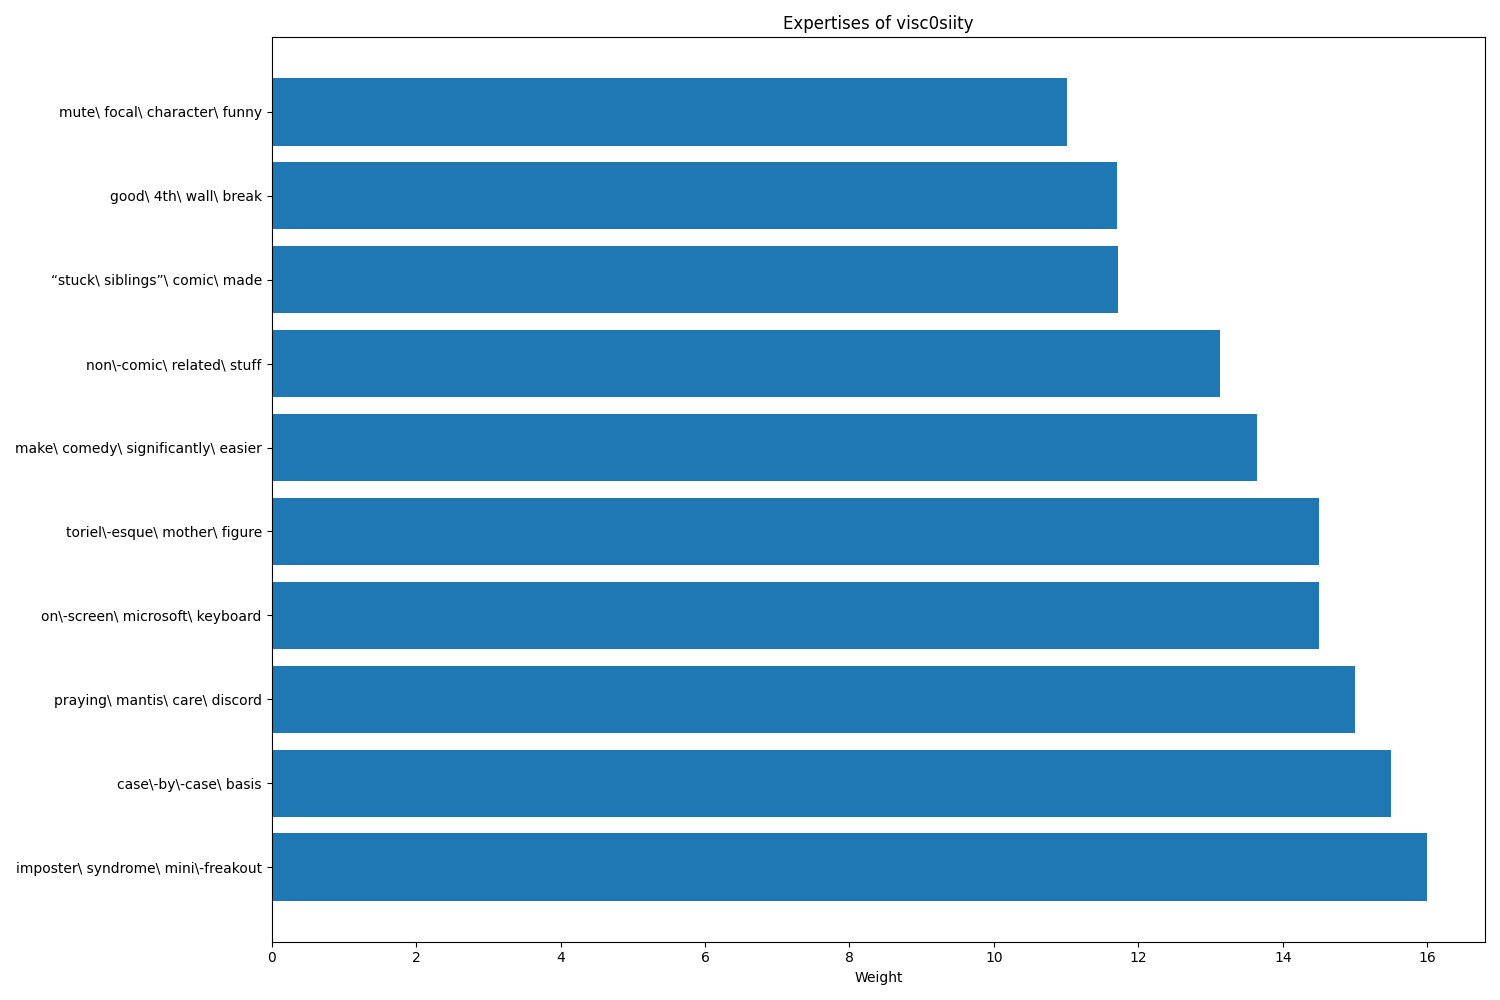 Expertises of visc0siity
mute\ focal\ character\ funny
good\ 4th\ wall\ break
“stuck\ siblings”\ comic\ made
non\-comic\ related\ stuff
make\ comedy\ significantly\ easier
toriel\-esque\ mother\ figure
on\-screen\ microsoft\ keyboard
praying\ mantis\ care\ discord
case\-by\-case\ basis
imposter\ syndrome\ mini\-freakout
0 2 4 6 8 10 12 14 16
Weight